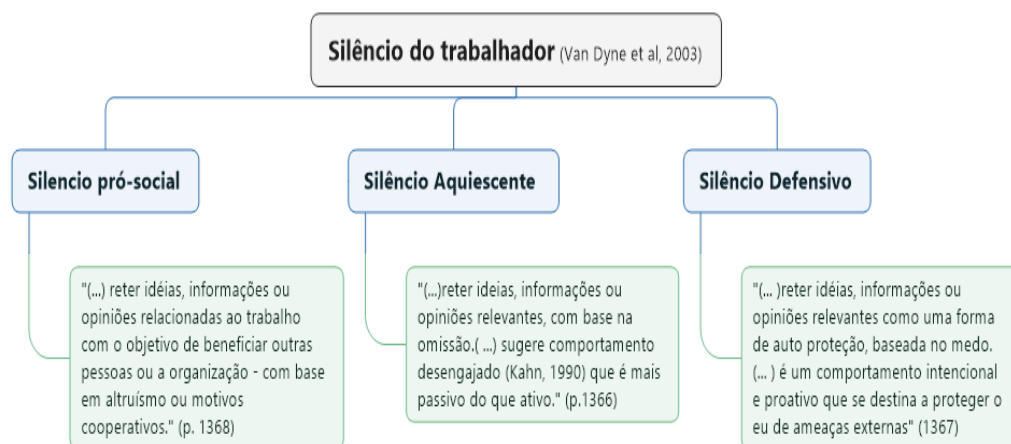 Silêncio do trabalhador (Van Dyne et al, 2003)
Silencio pró-social
Silêncio Aquiescente
Silêncio Defensivo
"(...) reter idéias, informações ou
opiniões relacionadas ao trabalho
com o objetivo de beneficiar outras
pessoas ou a organização - com base
em altruísmo ou motivos
cooperativos." (p. 1368)
"(...)reter ideias, informações ou
opiniões relevantes, com base na
omissão.( ...) sugere comportamento
desengajado (Kahn, 1990) que é mais
passivo do que ativo." (p.1366)
"(... )reter idéias, informações ou
opiniões relevantes como uma forma
de auto proteção, baseada no medo.
(... ) é um comportamento intencional
e proativo que se destina a proteger o
eu de ameaças externas" (1367)